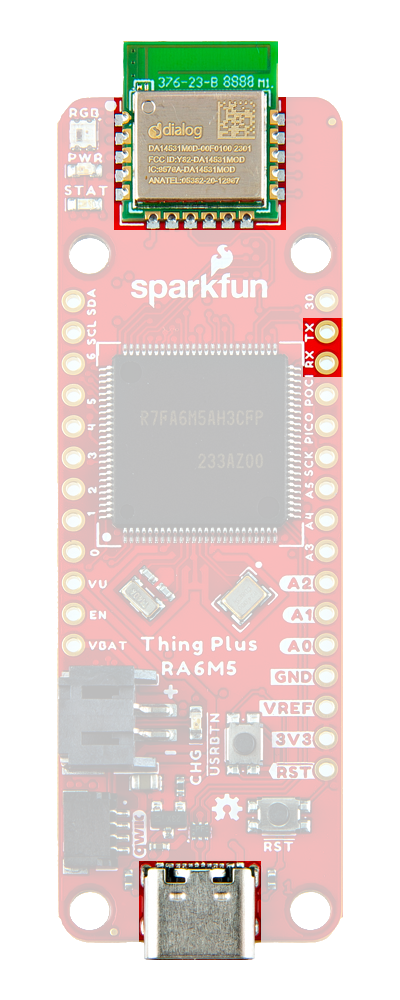 376-23-B 8888 M1.
RGB
dialog
DA14531MOD-00F0100 2301
FCC ID:Y82-DA14531MOD
IC:9576A-DA14531MOD
ANATEL:05382-20-12067
PWR
STAT
sparkfun
SDA
SCL
6
5
4
3
2
1
0
VU
EN
VBAT
30
TX
RX
POCI
PICO
SCK
A5
A4
A3
A2
A1
A0
GND
VREF
3V3
RST
R7FA6M5AH3CFP
233AZ00
Thing Plus
RA6M5
+
-
CHG
USRBTN
qwiic
RST